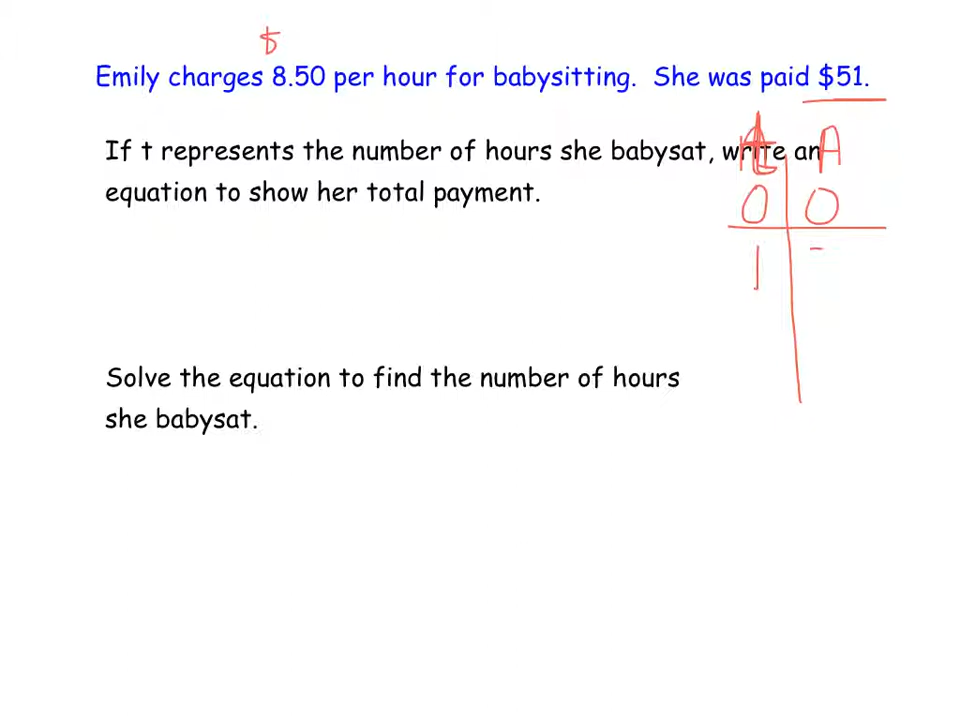 $
Emily charges 8.50 per hour for babysitting. She was paid $51.
If t represents the number of hours she babysat, write an
equation to show her total payment.
t A
0 0
1
Solve the equation to find the number of hours
she babysat.